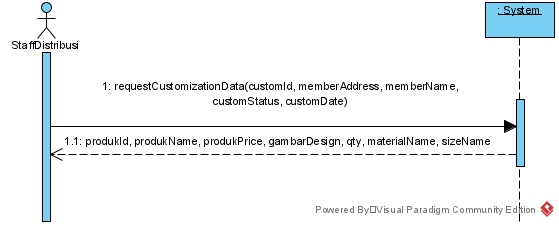 : System
StaffDistribusi
1: requestCustomizationData(customId, memberAddress, memberName,
customStatus, customDate)
1.1: produkId, produkName, produkPrice, gambarDesign, qty, materialName, sizeName
Powered By Visual Paradigm Community Edition